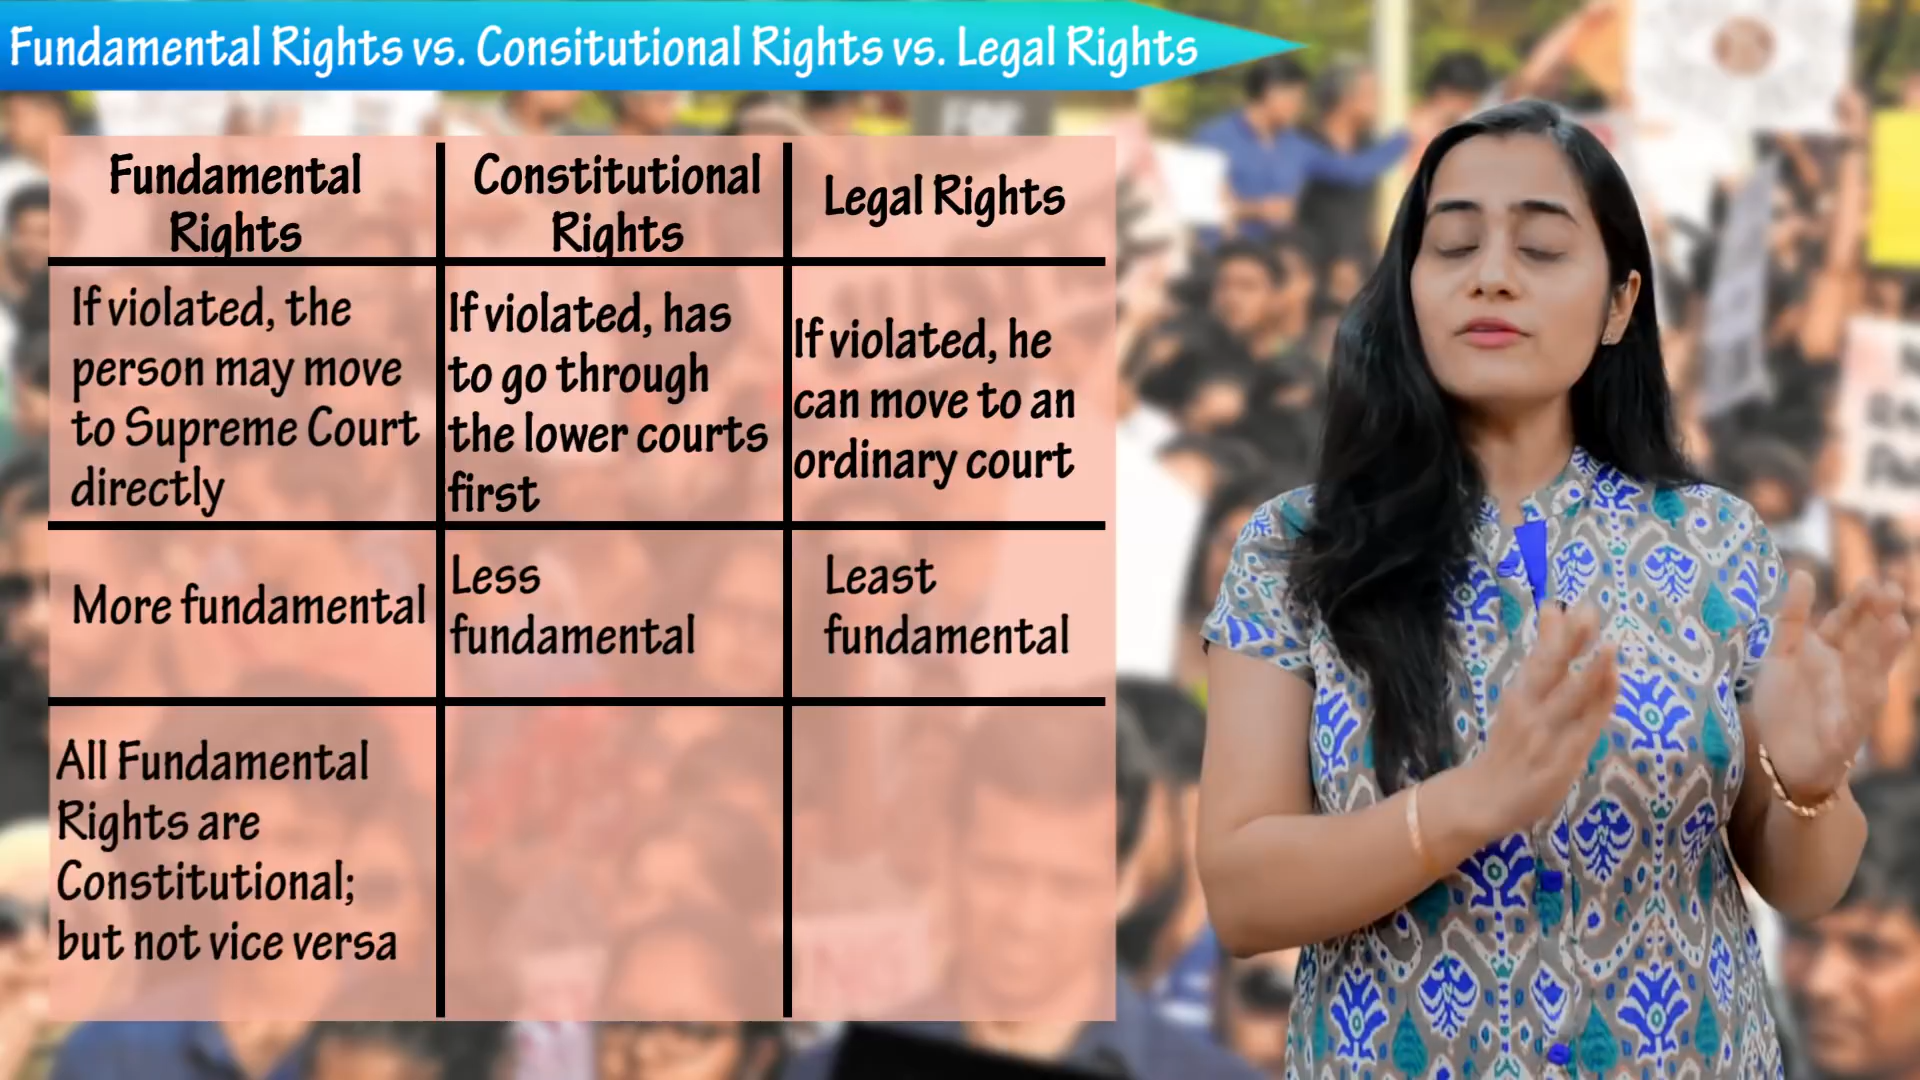 Fundamental Rights vs. Consitutional Rights vs. Legal Rights
Fundamental
Rights
Constitutional
Rights
Legal Rights
If violated, the
person may move
to Supreme Court
directly
If violated, has
to go through
the lower courts
first
If violated, he
can move to an
ordinary court
More fundamental
Less
fundamental
Least
fundamental
All Fundamental
Rights are
Constitutional;
but not vice versa
FOR